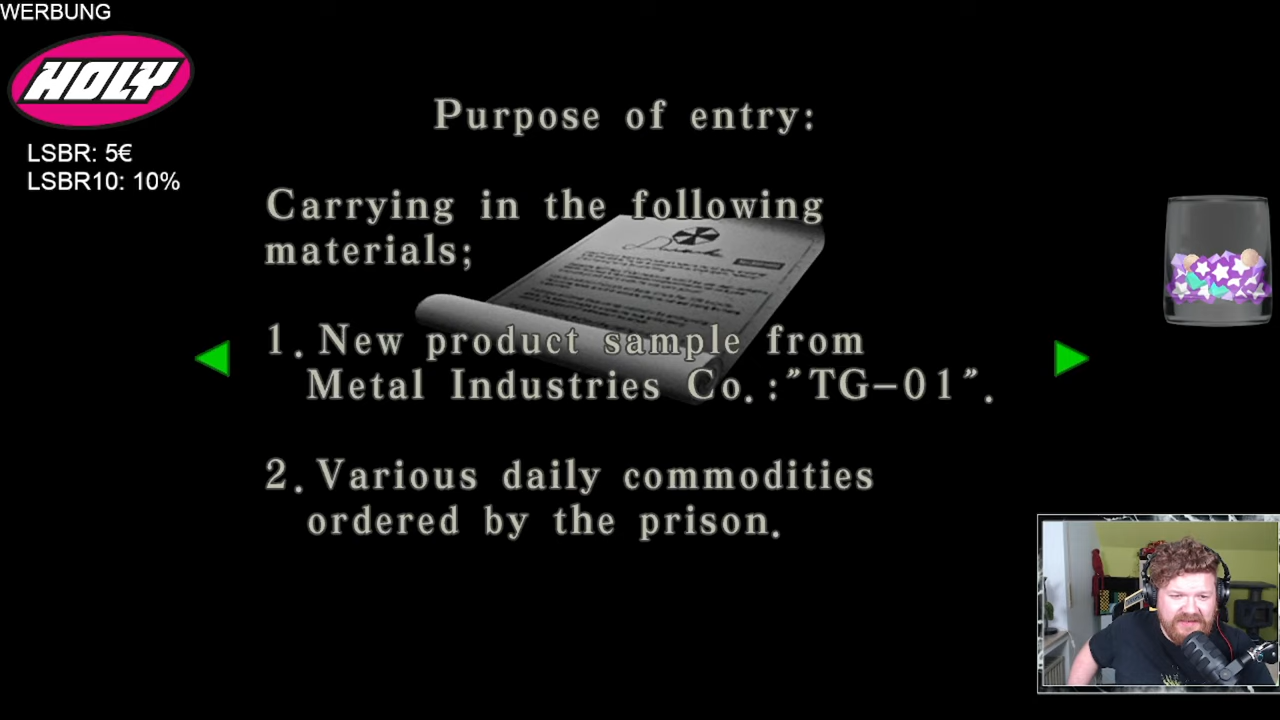 WERBUNG
HOLY
LSBR: 5€
LSBR10: 10%
Purpose of entry:
Carrying in the following
materials;
1. New product sample from
Metal Industries Co.:"TG-01".
2. Various daily commodities
ordered by the prison.